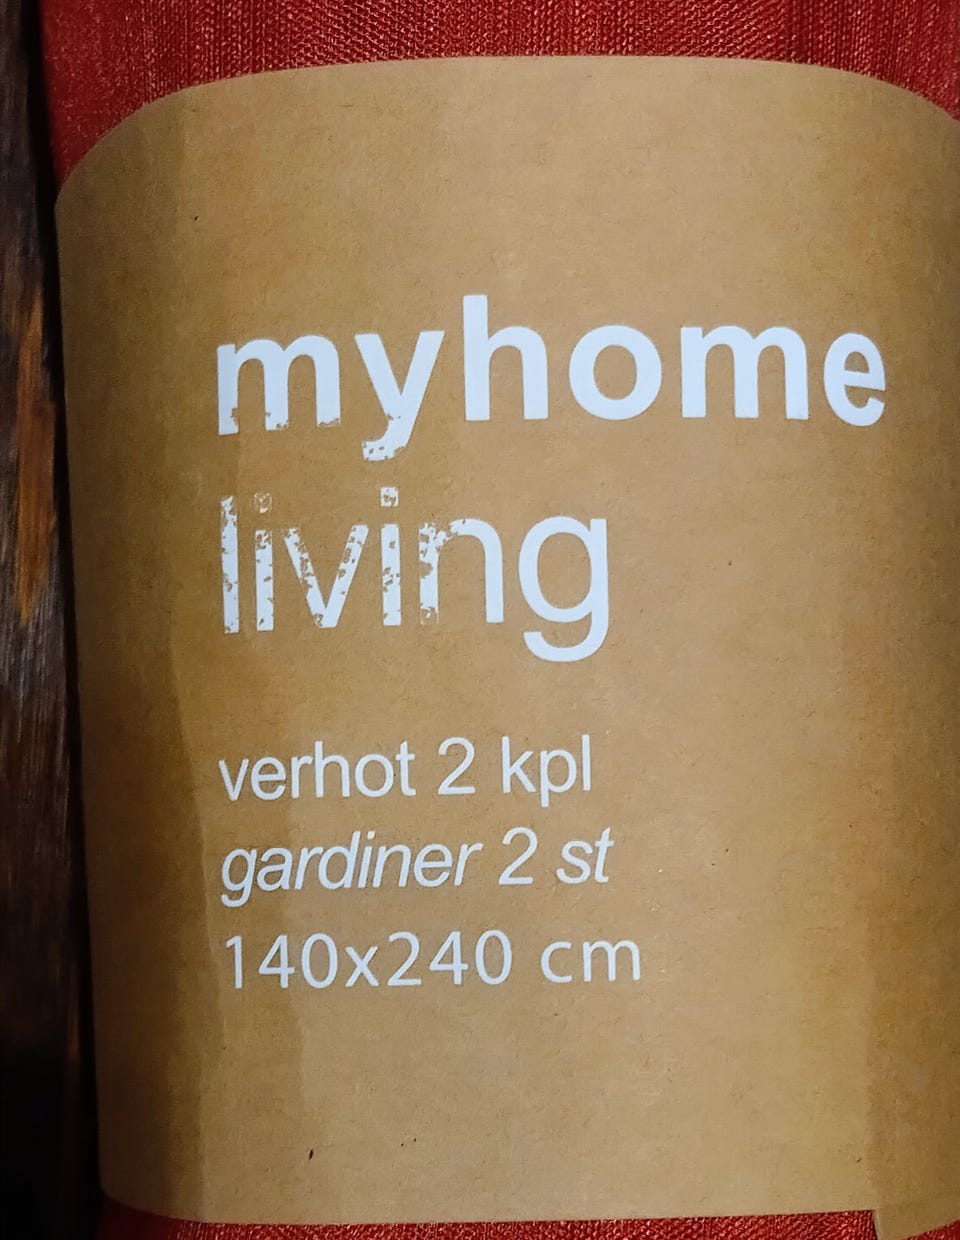 myhome
living
verhot 2 kpl
gardiner 2 st
140x240 cm